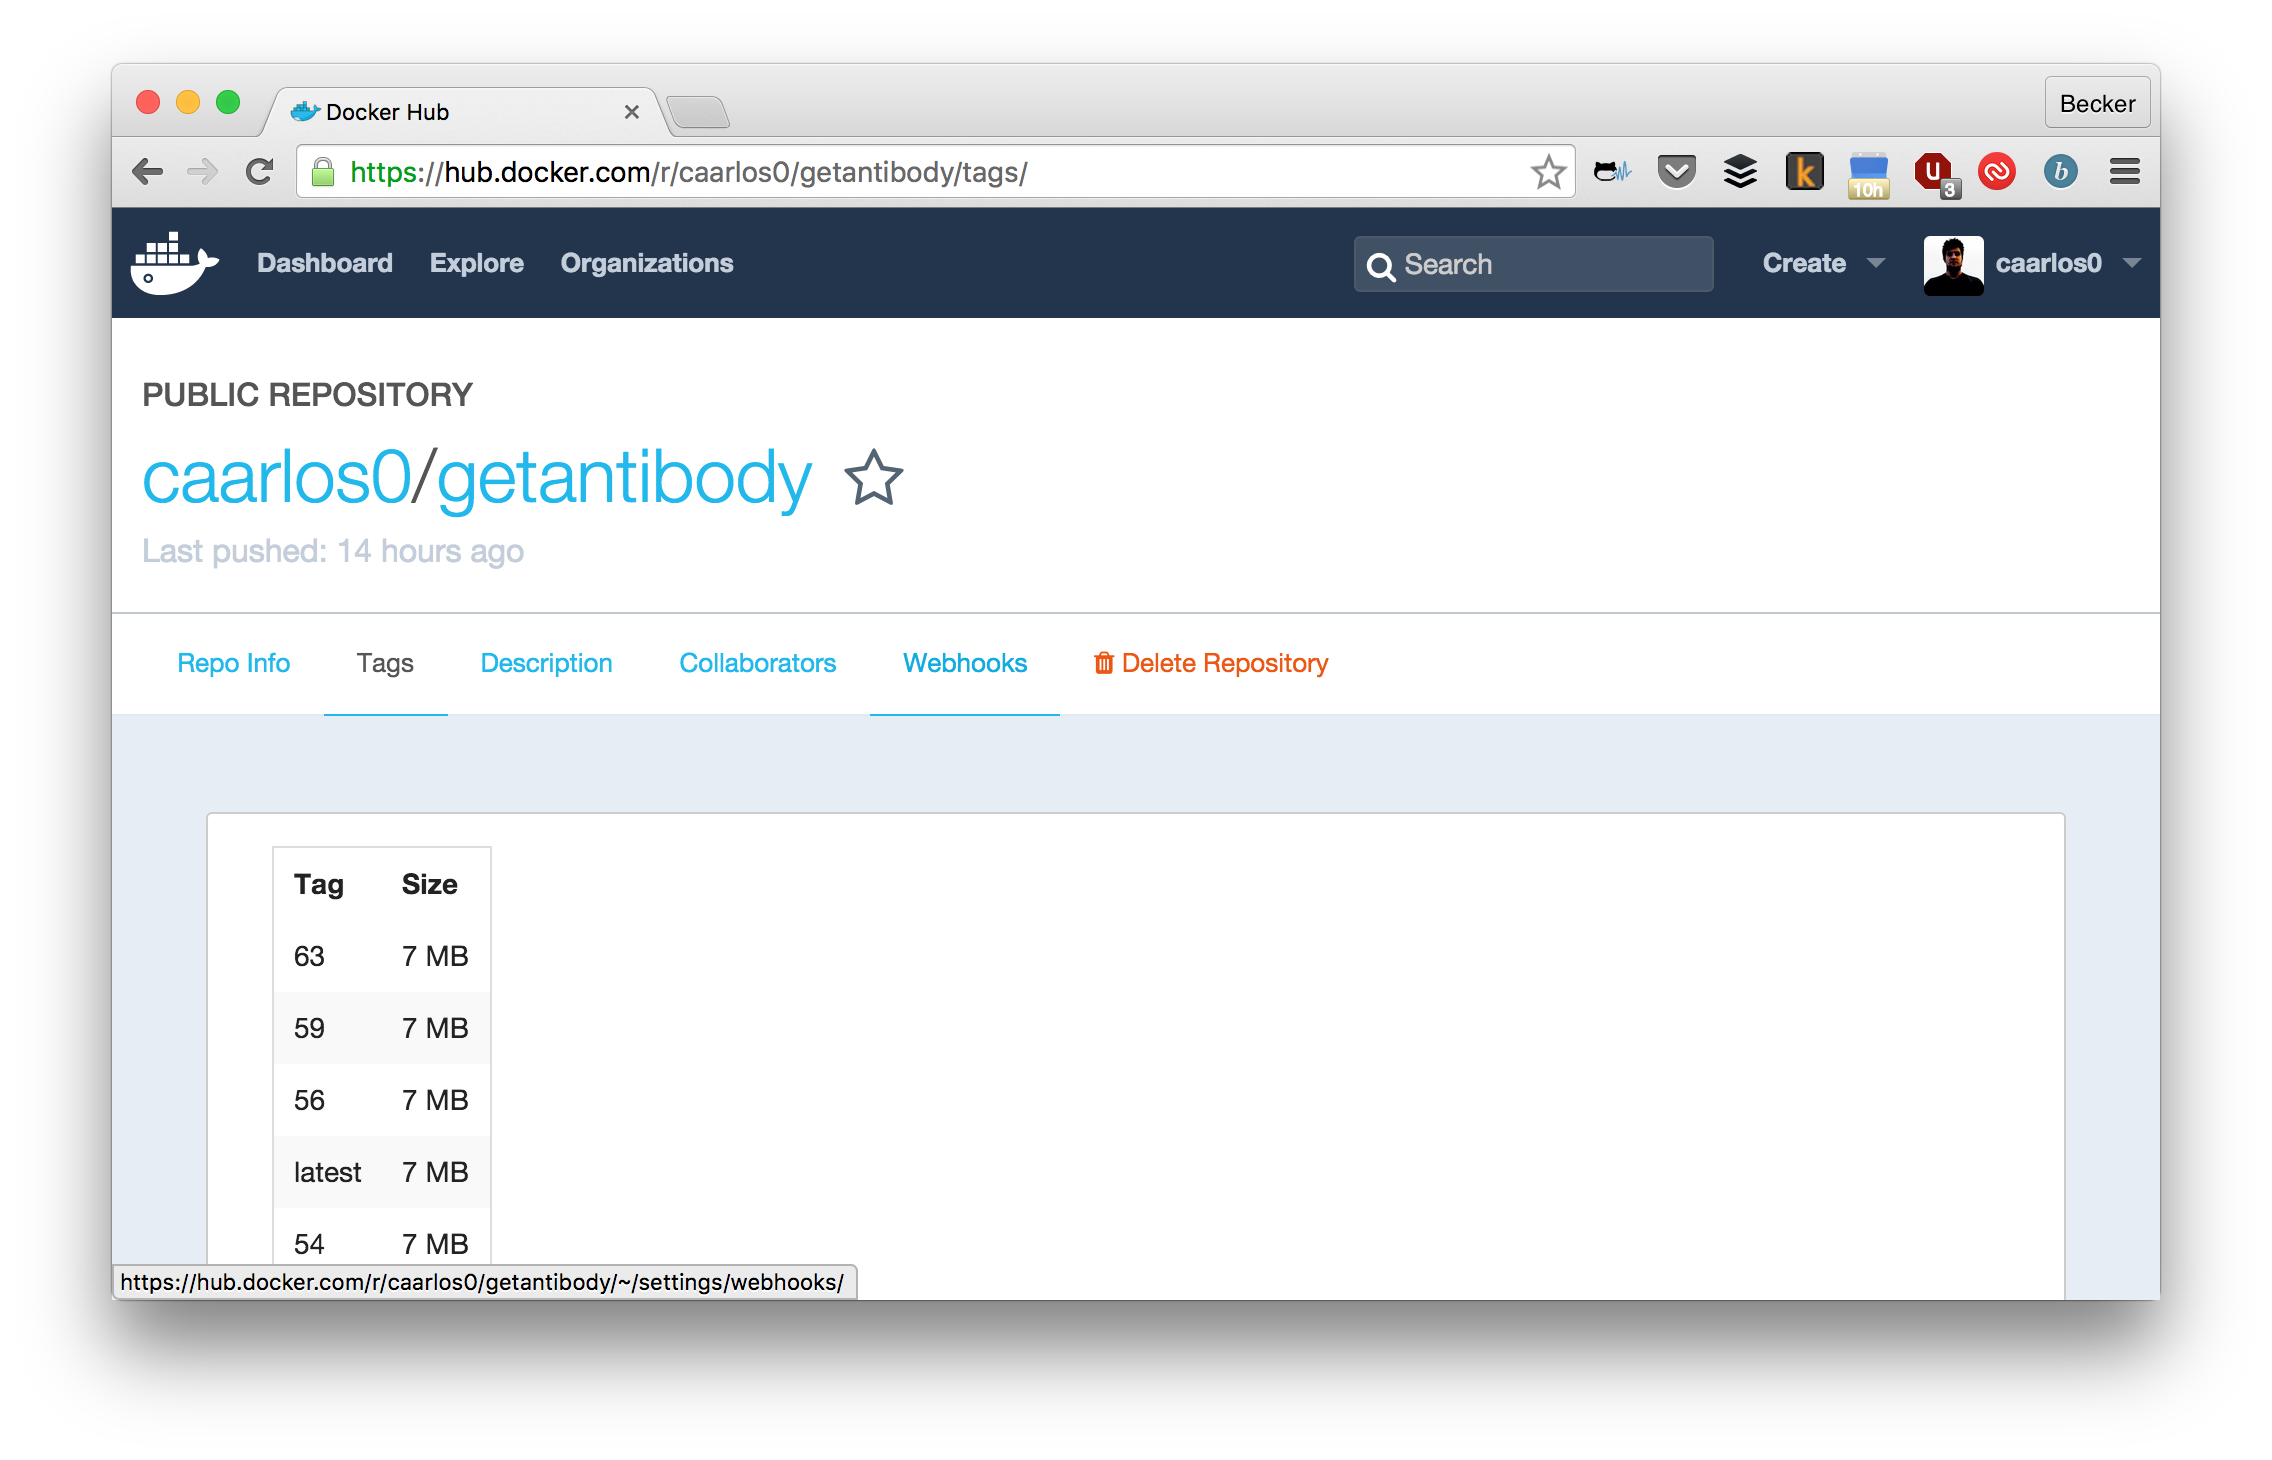 Docker Hub
Becker
https://hub.docker.com/r/caarlos0/getantibody/tags/
k
10h
U
3
b
Dashboard Explore Organizations
Search
Create
caarlos0
PUBLIC REPOSITORY
caarlos0/getantibody
Last pushed: 14 hours ago
Repo Info Tags Description Collaborators Webhooks Delete Repository
Tag Size
63 7 MB
59 7 MB
56 7 MB
latest 7 MB
54 7 MB
https://hub.docker.com/r/caarlos0/getantibody/~/settings/webhooks/